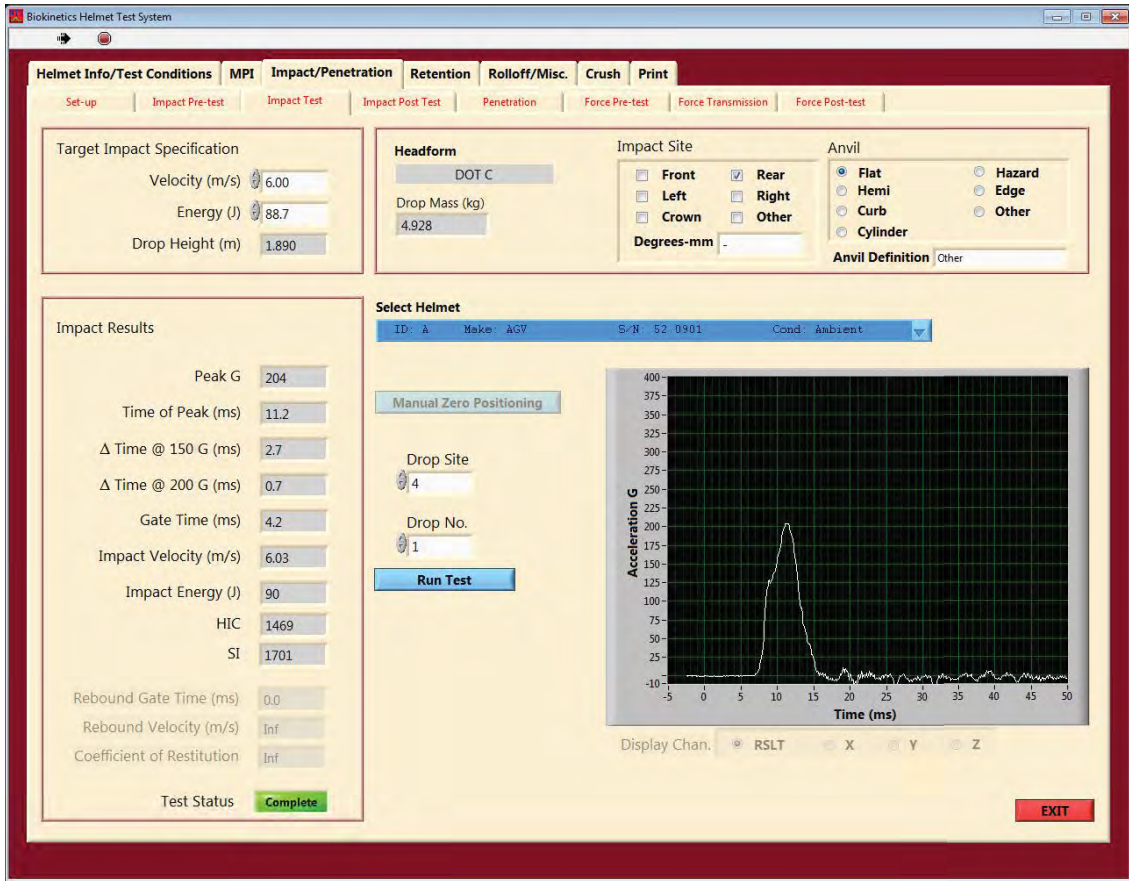 Biokinetics Helmet Test System
Helmet Info/Test Conditions MPI Impact/Penetration Retention Rolloff/Misc. Crush Print
Set-up Impact Pre-test Impact Test Impact Post Test Penetration Force Pre-test Force Transmission Force Post-test
Target Impact Specification
Velocity (m/s) 6.00
Energy (J) 88.7
Drop Height (m) 1.890
Headform
DOT C
Drop Mass (kg)
4.928
Impact Site
Front Rear
Left Right
Crown Other
Degrees-mm -
Anvil
Flat Hazard
Hemi Edge
Curb Other
Cylinder
Anvil Definition Other
Select Helmet
ID: A Make: AGV S/N: 52 0901 Cond: Ambient
Impact Results
Peak G 204
Time of Peak (ms) 11.2
Δ Time @ 150 G (ms) 2.7
Δ Time @ 200 G (ms) 0.7
Gate Time (ms) 4.2
Impact Velocity (m/s) 6.03
Impact Energy (J) 90
HIC 1469
SI 1701
Rebound Gate Time (ms) 0.0
Rebound Velocity (m/s) Inf
Coefficient of Restitution Inf
Test Status Complete
Manual Zero Positioning
Drop Site
4
Drop No.
1
Run Test
Acceleration G
400
375
350
325
300
275
250
225
200
175
150
125
100
75
50
25
-10
-5 0 5 10 15 20 25 30 35 40 45 50
Time (ms)
Display Chan. RSLT X Y Z
EXIT